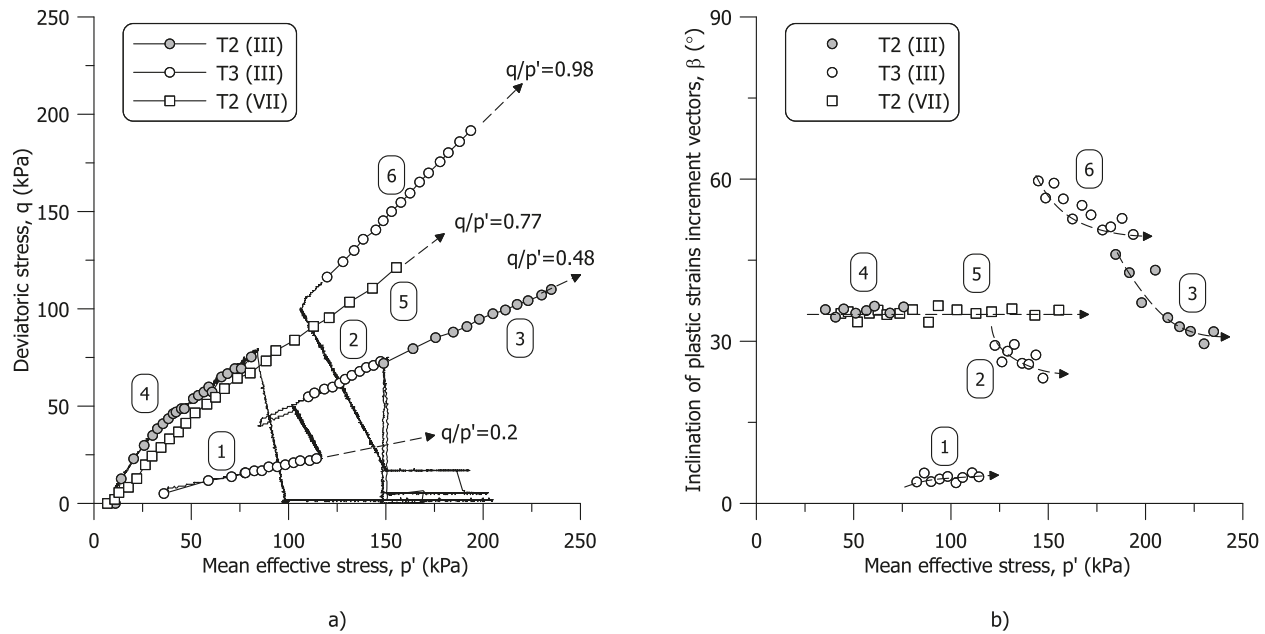 250
200
150
100
50
0
Deviatoric stress, q (kPa)
T2 (III)
T3 (III)
T2 (VII)
q/p'=0.98
6
q/p'=0.77
q/p'=0.48
5
2
3
4
1
q/p'=0.2
0 50 100 150 200 250
Mean effective stress, p' (kPa)
a)
90
60
30
0
Inclination of plastic strains increment vectors, β (°)
T2 (III)
T3 (III)
T2 (VII)
6
4
5
3
2
1
0 50 100 150 200 250
Mean effective stress, p' (kPa)
b)